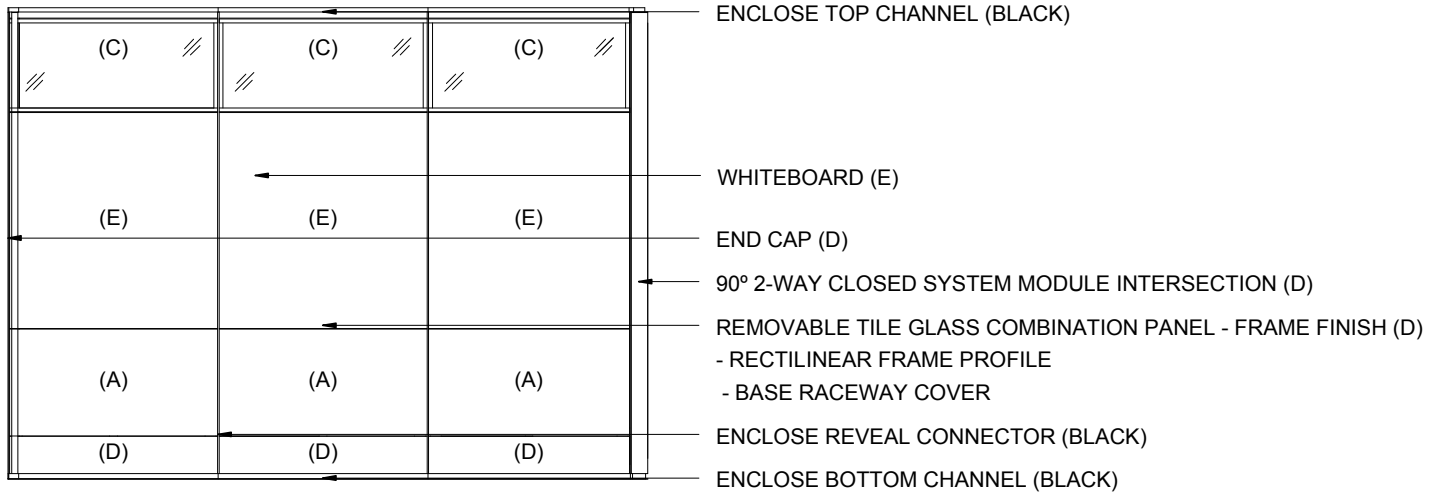 ENCLOSE TOP CHANNEL (BLACK)
(C) (C) (C)
WHITEBOARD (E)
(E) (E) (E)
END CAP (D)
90º 2-WAY CLOSED SYSTEM MODULE INTERSECTION (D)
REMOVABLE TILE GLASS COMBINATION PANEL - FRAME FINISH (D)
- RECTILINEAR FRAME PROFILE
(A) (A) (A)
- BASE RACEWAY COVER
ENCLOSE REVEAL CONNECTOR (BLACK)
(D) (D) (D)
ENCLOSE BOTTOM CHANNEL (BLACK)